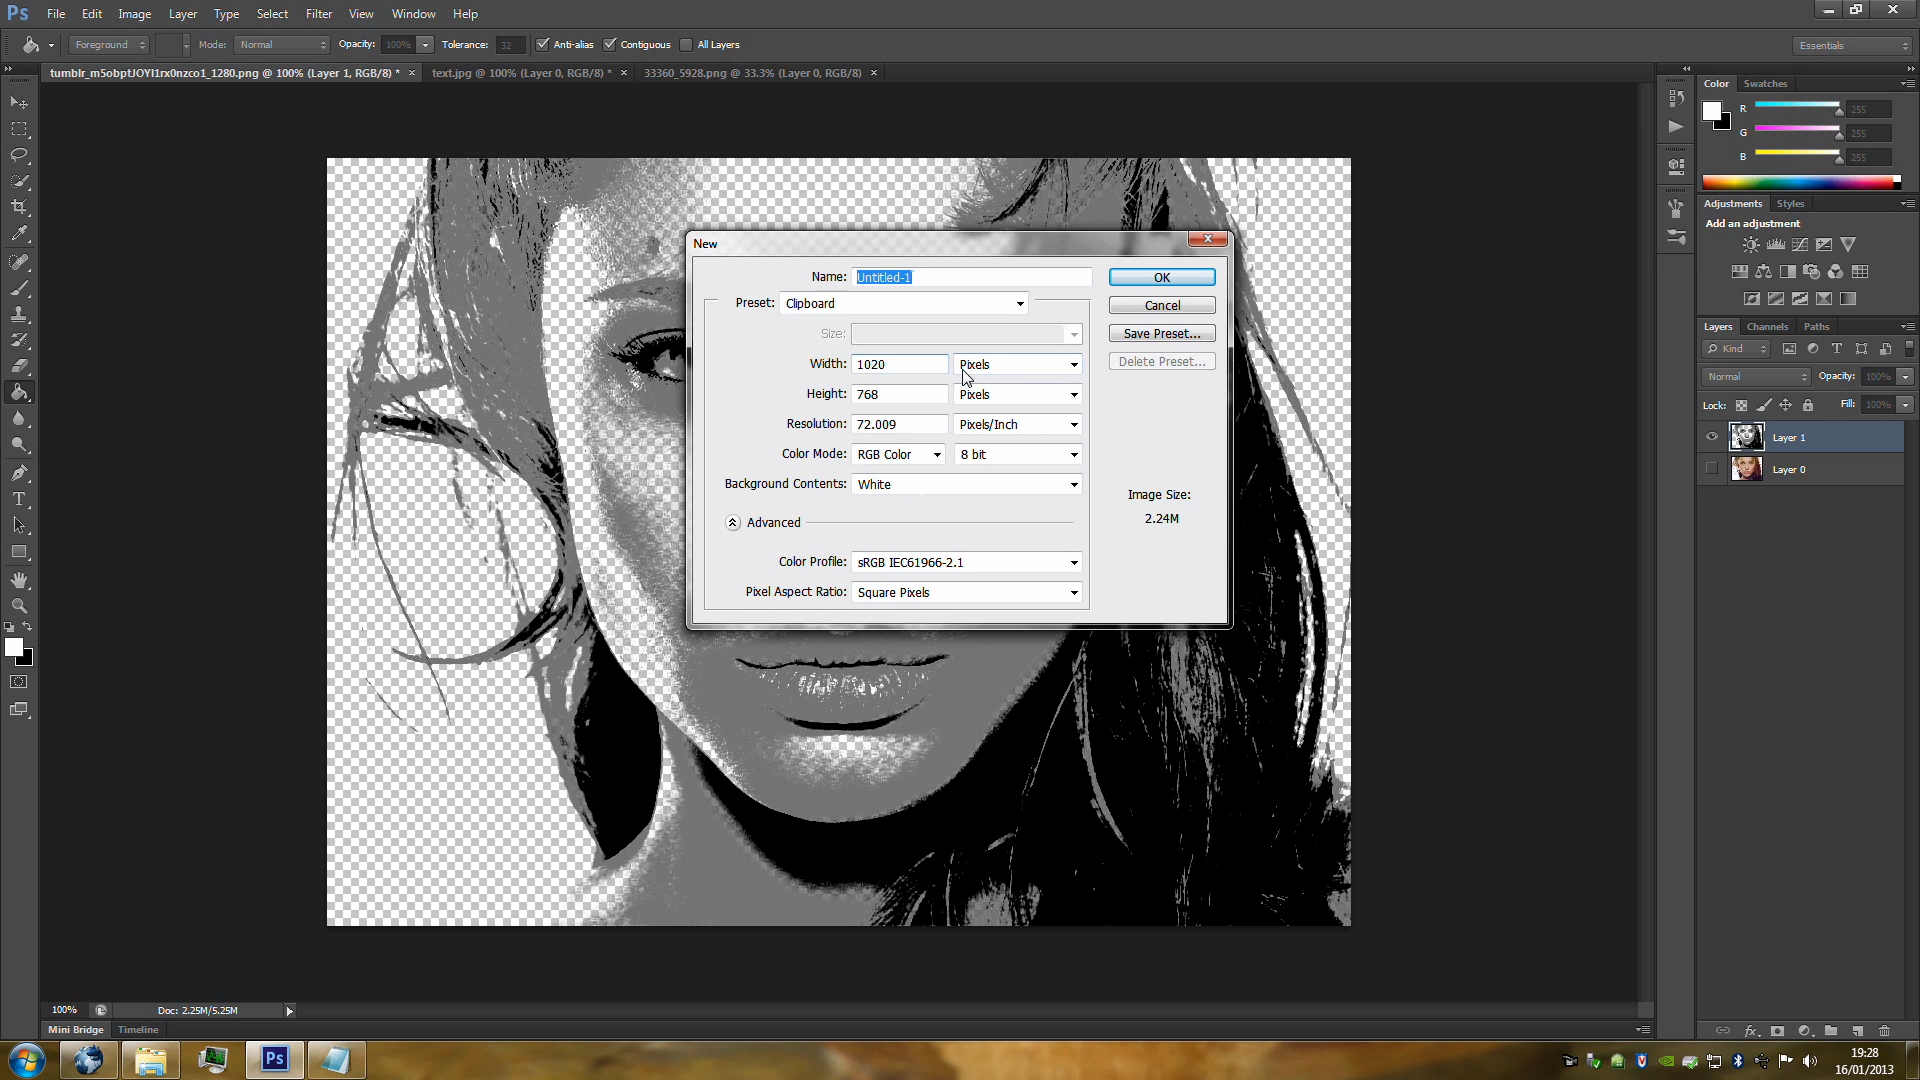 Ps File Edit Image Layer Type Select Filter View Window Help
Foreground Mode: Normal Opacity: 100% Tolerance: 32 Anti-alias Contiguous All Layers Essentials
tumblr_m5obptJOYl1rx0nzco1_1280.png @ 100% (Layer 1, RGB/8) * × text.jpg @ 100% (Layer 0, RGB/8) * × 33360_5928.png @ 33.3% (Layer 0, RGB/8) ×
Color Swatches
R 255
G 255
B 255
Adjustments Styles
Add an adjustment
Layers Channels Paths
Kind
Normal Opacity: 100%
Lock: Fill: 100%
Layer 1
Layer 0
New
Name: Untitled-1
Preset: Clipboard
Size:
Width: 1020 Pixels
Height: 768 Pixels
Resolution: 72.009 Pixels/Inch
Color Mode: RGB Color 8 bit
Background Contents: White
Advanced
Color Profile: sRGB IEC61966-2.1
Pixel Aspect Ratio: Square Pixels
OK
Cancel
Save Preset...
Delete Preset...
Image Size:
2.24M
100% Doc: 2.25M/5.25M
Mini Bridge Timeline
Ps
19:28
16/01/2013